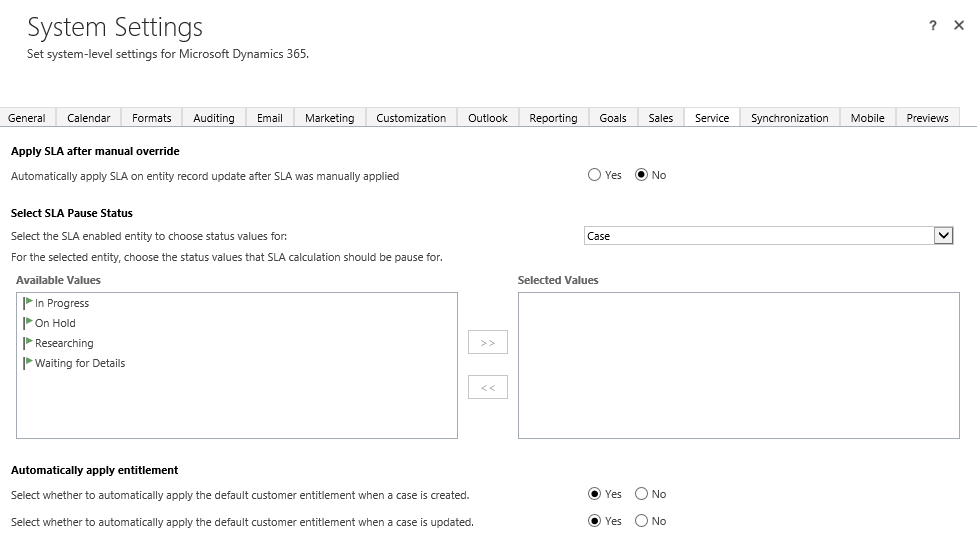 System Settings
? ×
Set system-level settings for Microsoft Dynamics 365.
General Calendar Formats Auditing Email Marketing Customization Outlook Reporting Goals Sales Service Synchronization Mobile Previews
Apply SLA after manual override
Automatically apply SLA on entity record update after SLA was manually applied Yes No
Select SLA Pause Status
Select the SLA enabled entity to choose status values for: Case
For the selected entity, choose the status values that SLA calculation should be pause for.
Available Values Selected Values
In Progress
On Hold
Researching
Waiting for Details
>>
<<
Automatically apply entitlement
Select whether to automatically apply the default customer entitlement when a case is created. Yes No
Select whether to automatically apply the default customer entitlement when a case is updated. Yes No